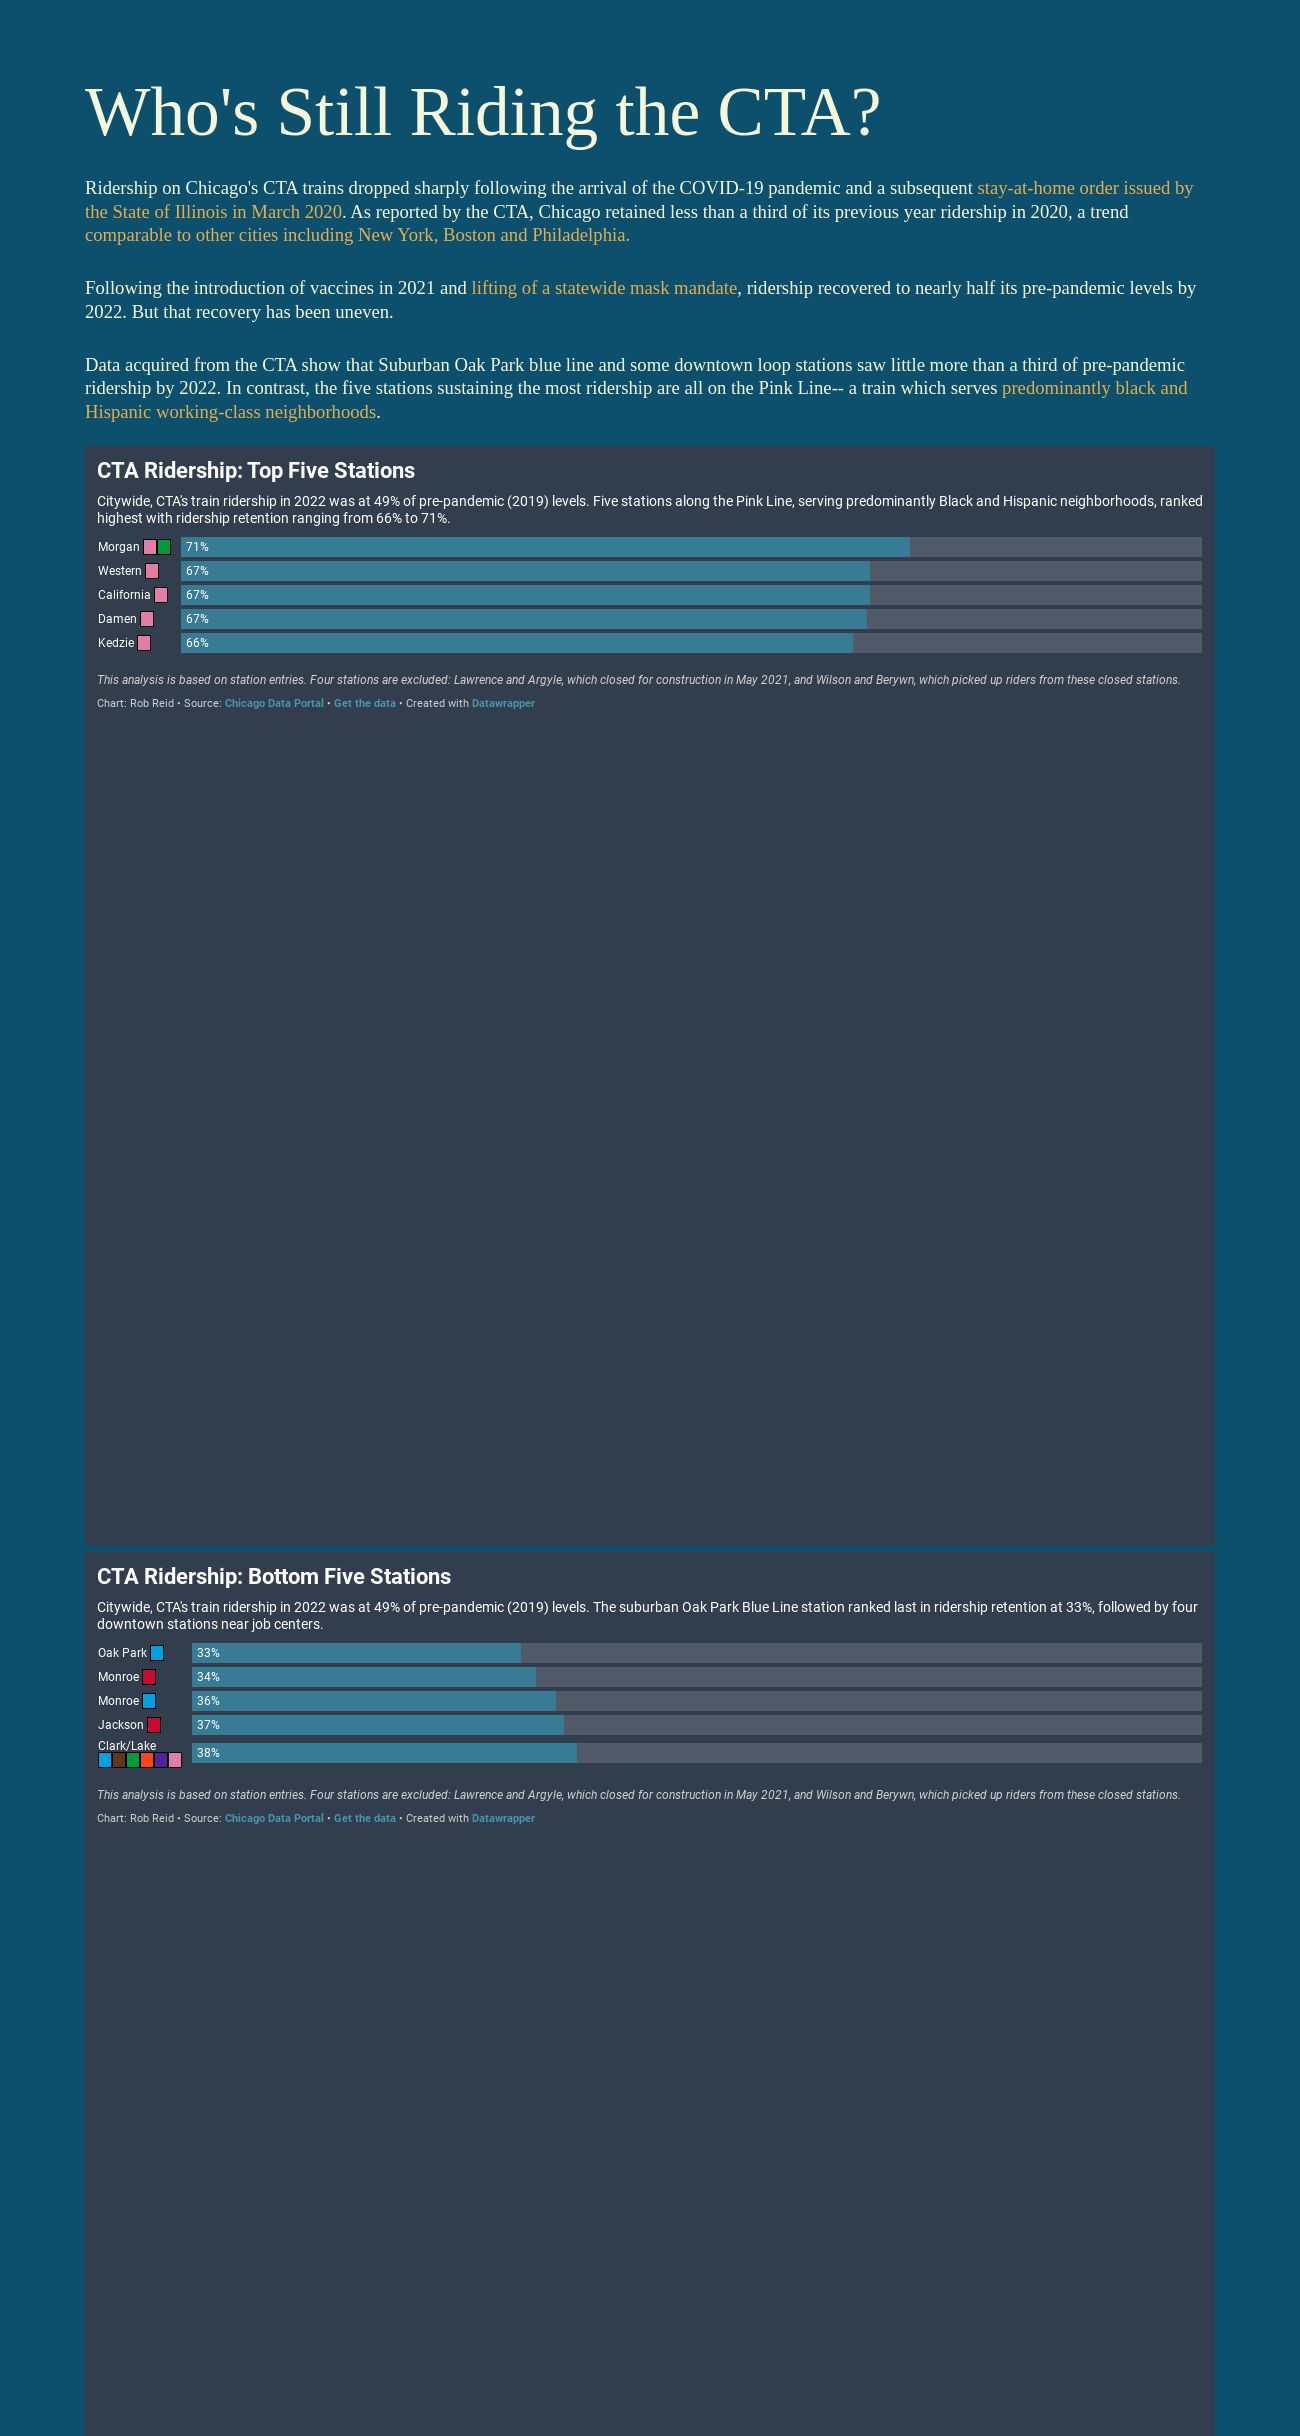 Who's Still Riding the CTA?
Ridership on Chicago's CTA trains dropped sharply following the arrival of the COVID-19 pandemic and a subsequent stay-at-home order issued by
the State of Illinois in March 2020. As reported by the CTA, Chicago retained less than a third of its previous year ridership in 2020, a trend
comparable to other cities including New York, Boston and Philadelphia.
Following the introduction of vaccines in 2021 and lifting of a statewide mask mandate, ridership recovered to nearly half its pre-pandemic levels by
2022. But that recovery has been uneven.
Data acquired from the CTA show that Suburban Oak Park blue line and some downtown loop stations saw little more than a third of pre-pandemic
ridership by 2022. In contrast, the five stations sustaining the most ridership are all on the Pink Line-- a train which serves predominantly black and
Hispanic working-class neighborhoods.
CTA Ridership: Top Five Stations
Citywide, CTA's train ridership in 2022 was at 49% of pre-pandemic (2019) levels. Five stations along the Pink Line, serving predominantly Black and Hispanic neighborhoods, ranked
highest with ridership retention ranging from 66% to 71%.
Morgan 71%
Western 67%
California 67%
Damen 67%
Kedzie 66%
This analysis is based on station entries. Four stations are excluded: Lawrence and Argyle, which closed for construction in May 2021, and Wilson and Berywn, which picked up riders from these closed stations.
Chart: Rob Reid • Source: Chicago Data Portal • Get the data • Created with Datawrapper
CTA Ridership: Bottom Five Stations
Citywide, CTA's train ridership in 2022 was at 49% of pre-pandemic (2019) levels. The suburban Oak Park Blue Line station ranked last in ridership retention at 33%, followed by four
downtown stations near job centers.
Oak Park 33%
Monroe 34%
Monroe 36%
Jackson 37%
Clark/Lake 38%
This analysis is based on station entries. Four stations are excluded: Lawrence and Argyle, which closed for construction in May 2021, and Wilson and Berywn, which picked up riders from these closed stations.
Chart: Rob Reid • Source: Chicago Data Portal • Get the data • Created with Datawrapper